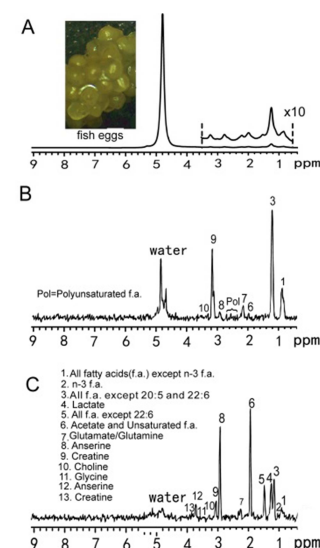 A
fish eggs
x10
9 8 7 6 5 4 3 2 1 ppm
B
3
water
9
Pol=Polyunsaturated f.a.
1
10 8 Pol 7 6
9 8 7 6 5 4 3 2 1 ppm
C
1. All fatty acids(f.a.) except n-3 f.a.
2. n-3 f.a.
3. All f.a. except 20:5 and 22:6
4. Lactate
5. All f.a. except 22:6
6. Acetate and Unsaturated f.a.
7. Glutamate/Glutamine
8. Anserine
9. Creatine
10. Choline
11. Glycine
12. Anserine
13. Creatine
8
6
water
13 12 11 10 9 7 5 4 3 2 1
9 8 7 6 5 4 3 2 1 ppm